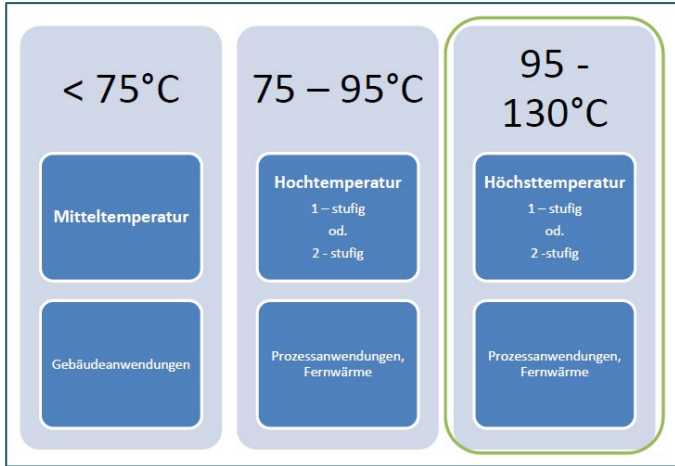 < 75°C
Mitteltemperatur
Gebäudeanwendungen
75 – 95°C
Hochtemperatur
1 – stufig
od.
2 - stufig
Prozessanwendungen,
Fernwärme
95 -
130°C
Höchsttemperatur
1 – stufig
od.
2 -stufig
Prozessanwendungen,
Fernwärme